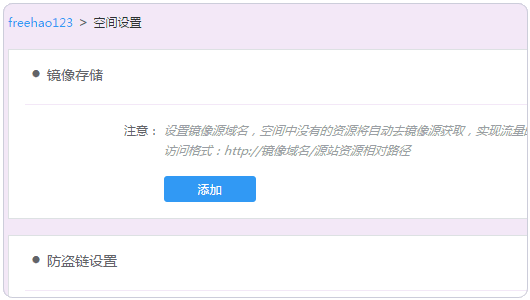 freehao123 > 空间设置
● 镜像存储
注意： 设置镜像源域名，空间中没有的资源将自动去镜像源获取，实现流量
访问格式：http://镜像域名/源站资源相对路径
添加
● 防盗链设置